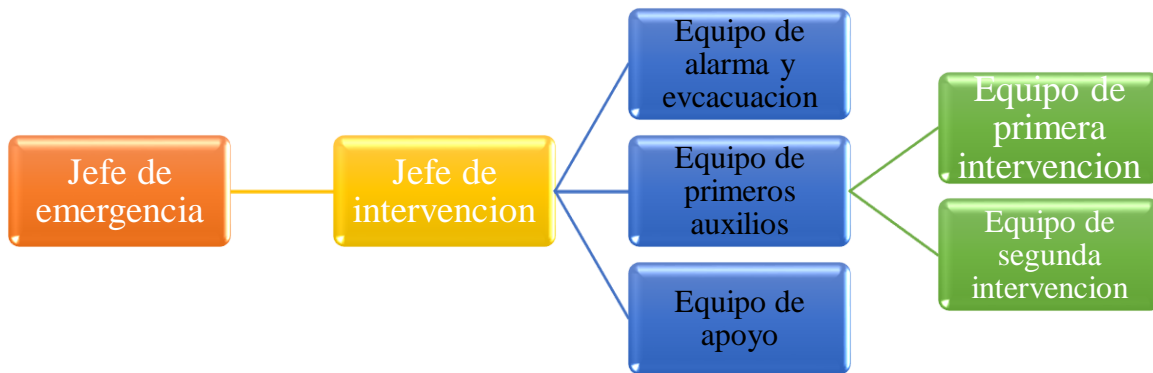 Jefe de
emergencia
Jefe de
intervencion
Equipo de
alarma y
evcacuacion
Equipo de
primeros
auxilios
Equipo de
apoyo
Equipo de
primera
intervencion
Equipo de
segunda
intervencion